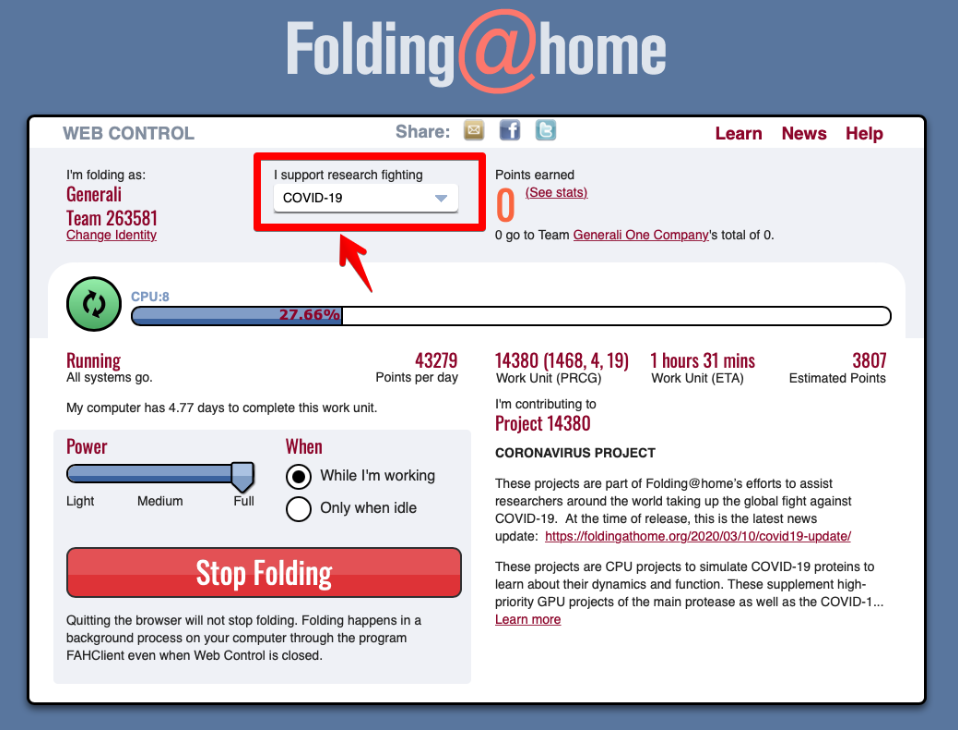 Folding@home
WEB CONTROL
Share:
Learn News Help
I'm folding as:
Generali
Team 263581
Change Identity
I support research fighting
COVID-19
Points earned
0 (See stats)
0 go to Team Generali One Company's total of 0.
CPU:8
27.66%
Running
All systems go.
43279
Points per day
My computer has 4.77 days to complete this work unit.
Power
Light Medium Full
When
While I'm working
Only when idle
Stop Folding
Quitting the browser will not stop folding. Folding happens in a
background process on your computer through the program
FAHClient even when Web Control is closed.
14380 (1468, 4, 19)
Work Unit (PRCG)
1 hours 31 mins
Work Unit (ETA)
3807
Estimated Points
I'm contributing to
Project 14380
CORONAVIRUS PROJECT
These projects are part of Folding@home's efforts to assist
researchers around the world taking up the global fight against
COVID-19.  At the time of release, this is the latest news
update:  https://foldingathome.org/2020/03/10/covid19-update/
These projects are CPU projects to simulate COVID-19 proteins to
learn about their dynamics and function. These supplement high-
priority GPU projects of the main protease as well as the COVID-1...
Learn more